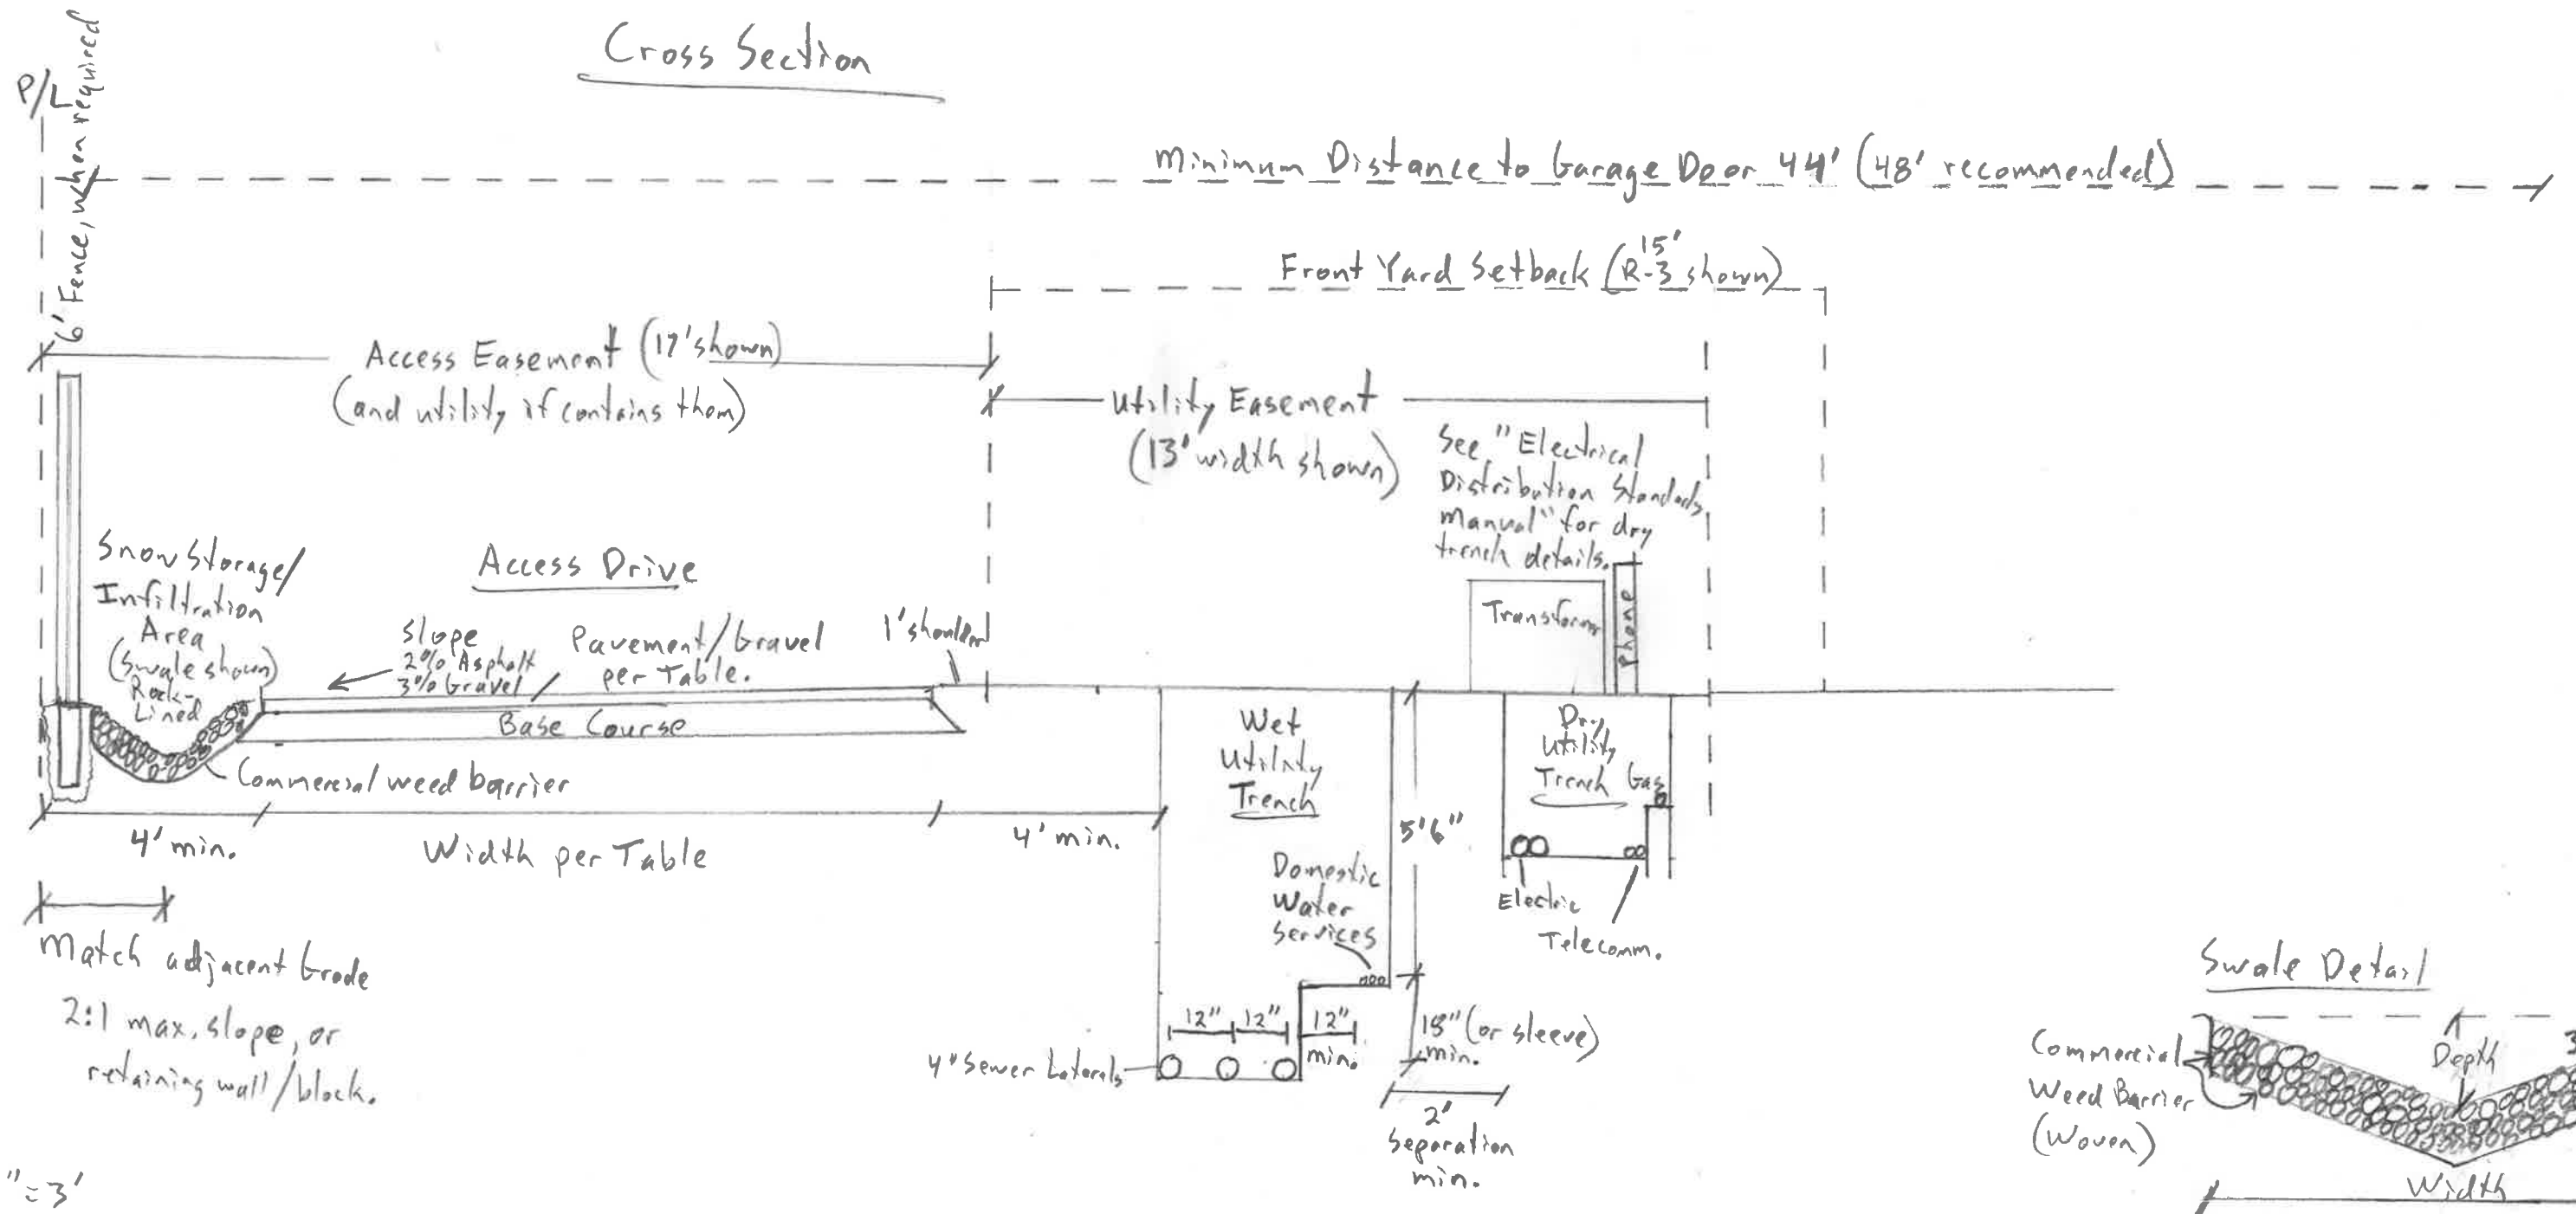 Cross Section
P/L
6' Fence, when required
Minimum Distance to Garage Door 44' (48' recommended)
15'
Front Yard Setback (R-3 shown)
Access Easement (17' shown)
(and utility if contains them)
Utility Easement
(13' width shown)
See "Electrical
Distribution Standards
Manual" for dry
trench details.
Snow Storage/
Infiltration
Area
(Swale shown)
Rock-
Lined
Access Drive
Slope
2% Asphalt
3% Gravel
Pavement/Gravel
per Table.
1' shoulder
Transformer
Phone
Base Course
Commercial weed barrier
Wet
Utility
Trench
Dry
Utility
Trench
Gas
4' min.
Width per Table
4' min.
5'6"
Domestic
Water
Services
Electric
Telecomm.
Match adjacent Grade
2:1 max. slope, or
retaining wall/block.
12"
12"
12"
min.
18" (or sleeve)
min.
4" Sewer Laterals
2'
Separation
min.
Swale Detail
Commercial
Weed Barrier
(Woven)
Depth
3
Width
"=3'